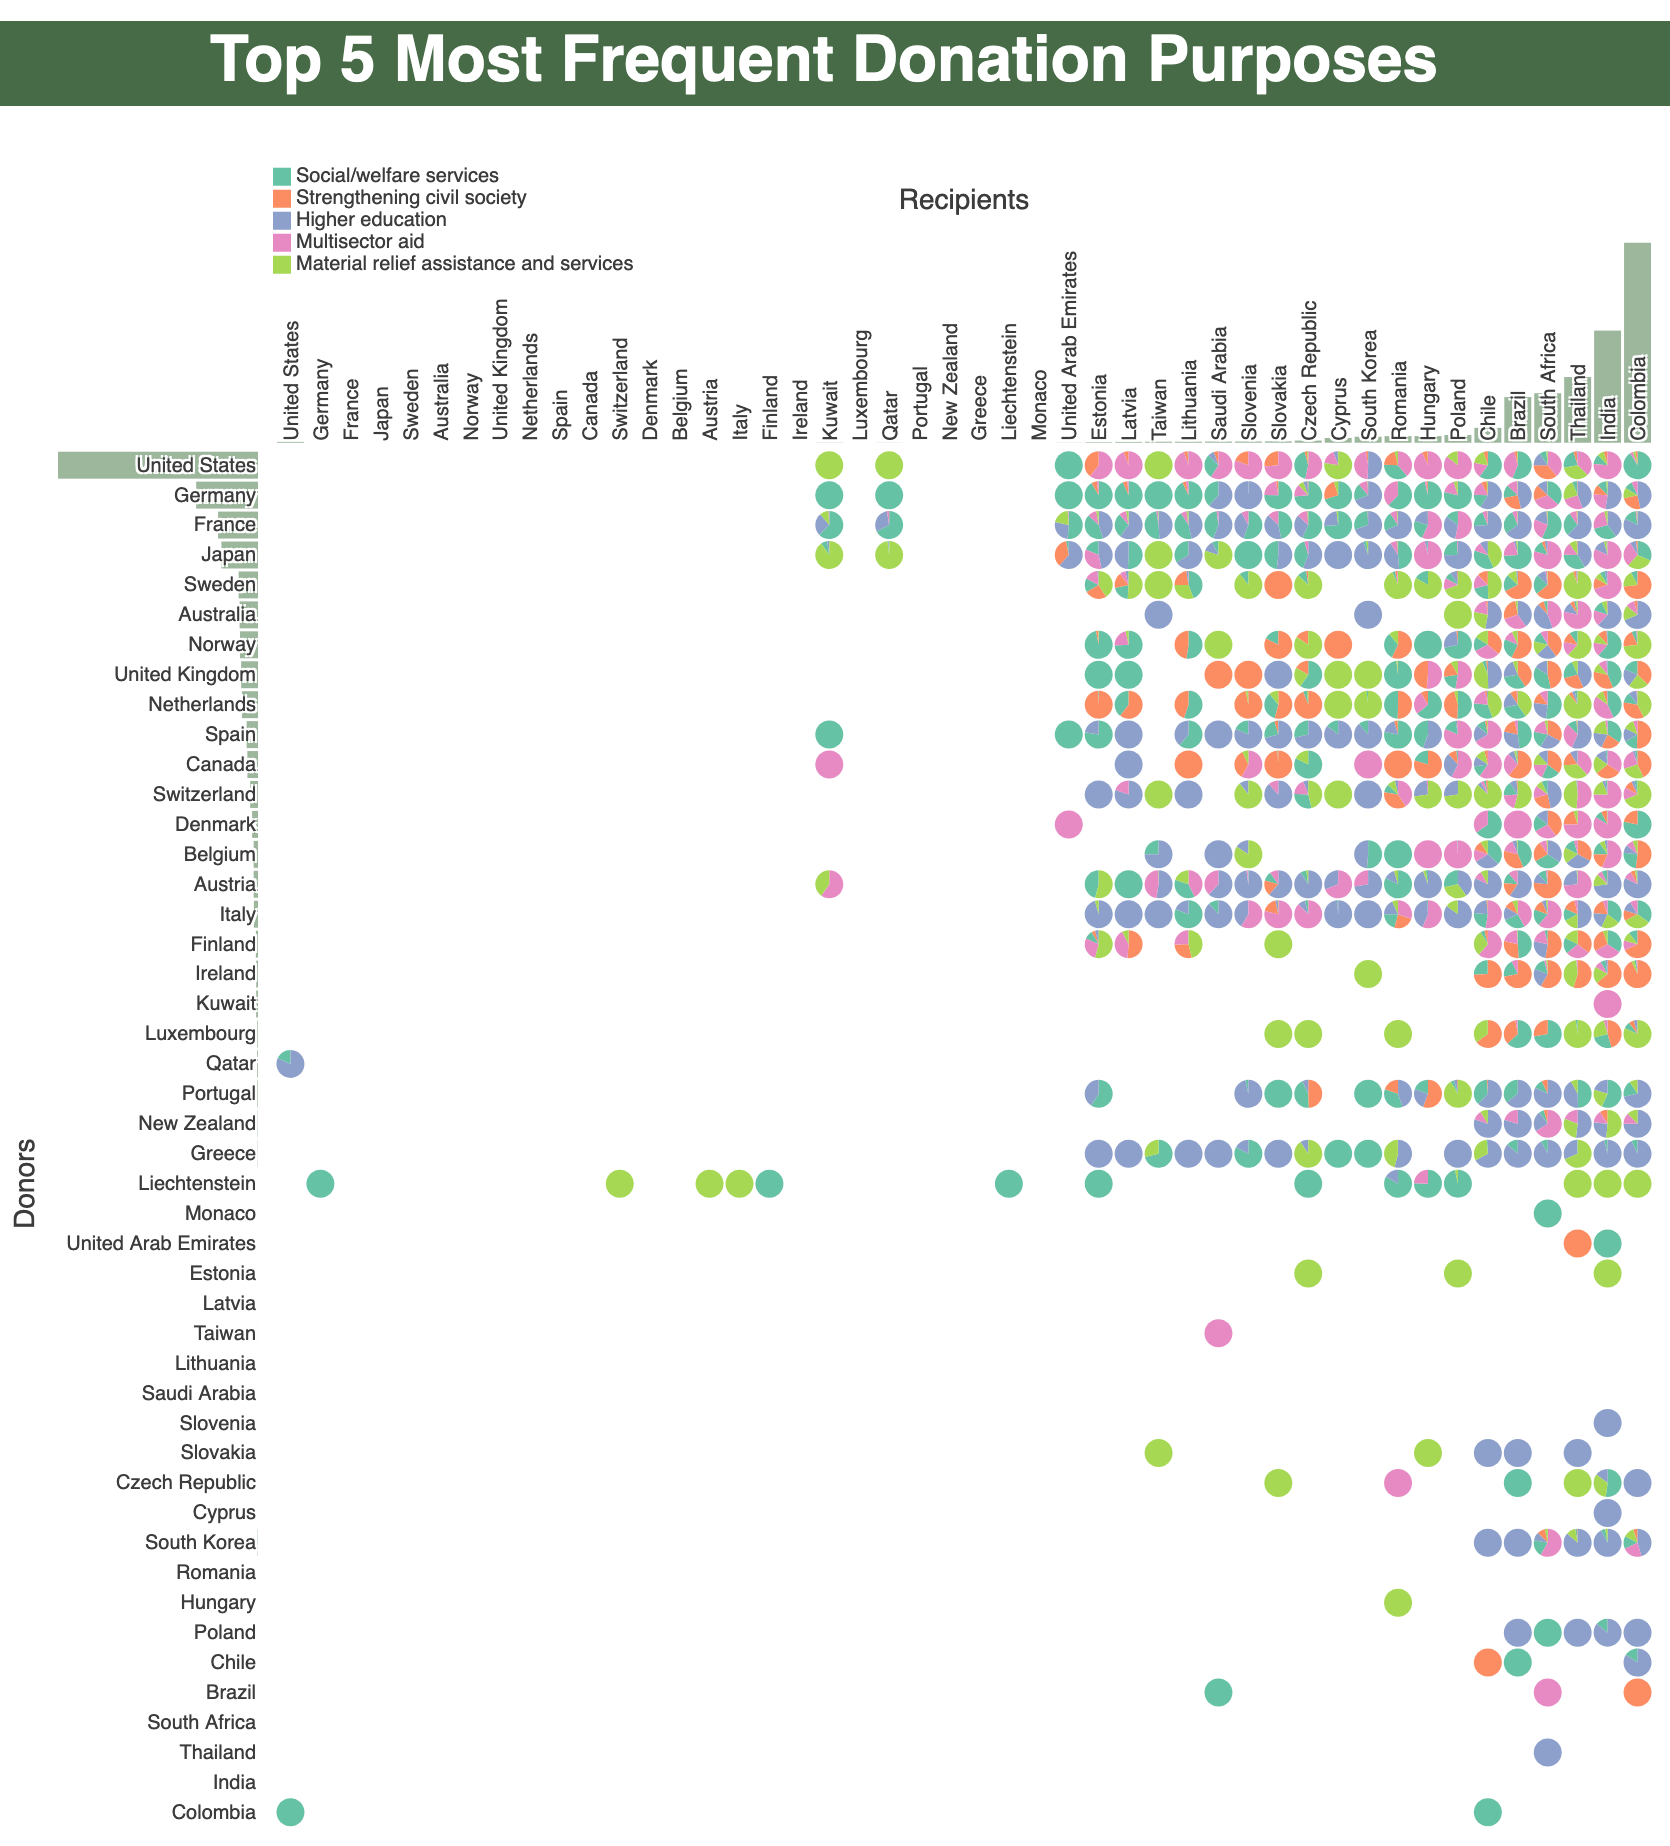 Top 5 Most Frequent Donation Purposes
Social/welfare services
Strengthening civil society
Higher education
Multisector aid
Material relief assistance and services
Recipients
United States
Germany
France
Japan
Sweden
Australia
Norway
United Kingdom
Netherlands
Spain
Canada
Switzerland
Denmark
Belgium
Austria
Italy
Finland
Ireland
Kuwait
Luxembourg
Qatar
Portugal
New Zealand
Greece
Liechtenstein
Monaco
United Arab Emirates
Estonia
Latvia
Taiwan
Lithuania
Saudi Arabia
Slovenia
Slovakia
Czech Republic
Cyprus
South Korea
Romania
Hungary
Poland
Chile
Brazil
South Africa
Thailand
India
Colombia
Donors
United States
Germany
France
Japan
Sweden
Australia
Norway
United Kingdom
Netherlands
Spain
Canada
Switzerland
Denmark
Belgium
Austria
Italy
Finland
Ireland
Kuwait
Luxembourg
Qatar
Portugal
New Zealand
Greece
Liechtenstein
Monaco
United Arab Emirates
Estonia
Latvia
Taiwan
Lithuania
Saudi Arabia
Slovenia
Slovakia
Czech Republic
Cyprus
South Korea
Romania
Hungary
Poland
Chile
Brazil
South Africa
Thailand
India
Colombia